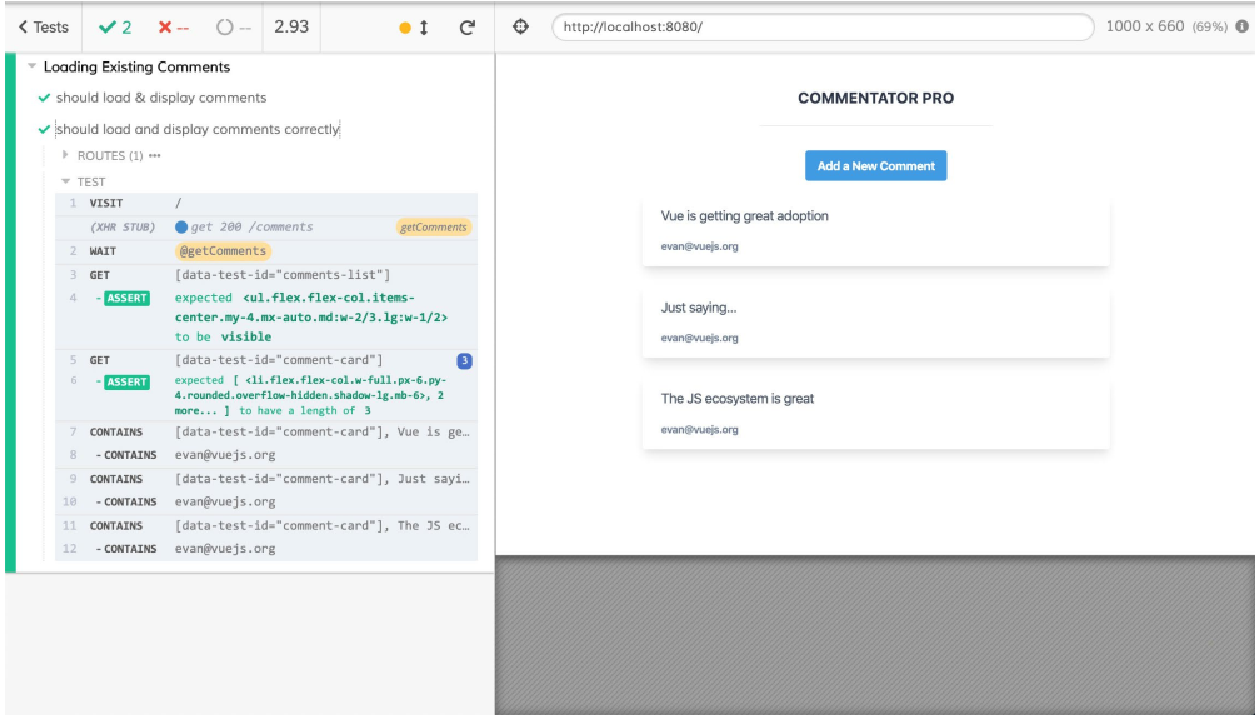 Tests
2
--
--
2.93
http://localhost:8080/
1000 x 660 (69%)
Loading Existing Comments
should load & display comments
should load and display comments correctly
ROUTES (1) •••
TEST
1 VISIT /
(XHR STUB) get 200 /comments getComments
2 WAIT @getComments
3 GET [data-test-id="comments-list"]
4 - ASSERT expected <ul.flex.flex-col.items-
center.my-4.mx-auto.md:w-2/3.lg:w-1/2>
to be visible
5 GET [data-test-id="comment-card"] 3
6 - ASSERT expected [ <li.flex.flex-col.w-full.px-6.py-
4.rounded.overflow-hidden.shadow-lg.mb-6>, 2
more... ] to have a length of 3
7 CONTAINS [data-test-id="comment-card"], Vue is ge…
8 - CONTAINS evan@vuejs.org
9 CONTAINS [data-test-id="comment-card"], Just sayi…
10 - CONTAINS evan@vuejs.org
11 CONTAINS [data-test-id="comment-card"], The JS ec…
12 - CONTAINS evan@vuejs.org
COMMENTATOR PRO
Add a New Comment
Vue is getting great adoption
evan@vuejs.org
Just saying...
evan@vuejs.org
The JS ecosystem is great
evan@vuejs.org